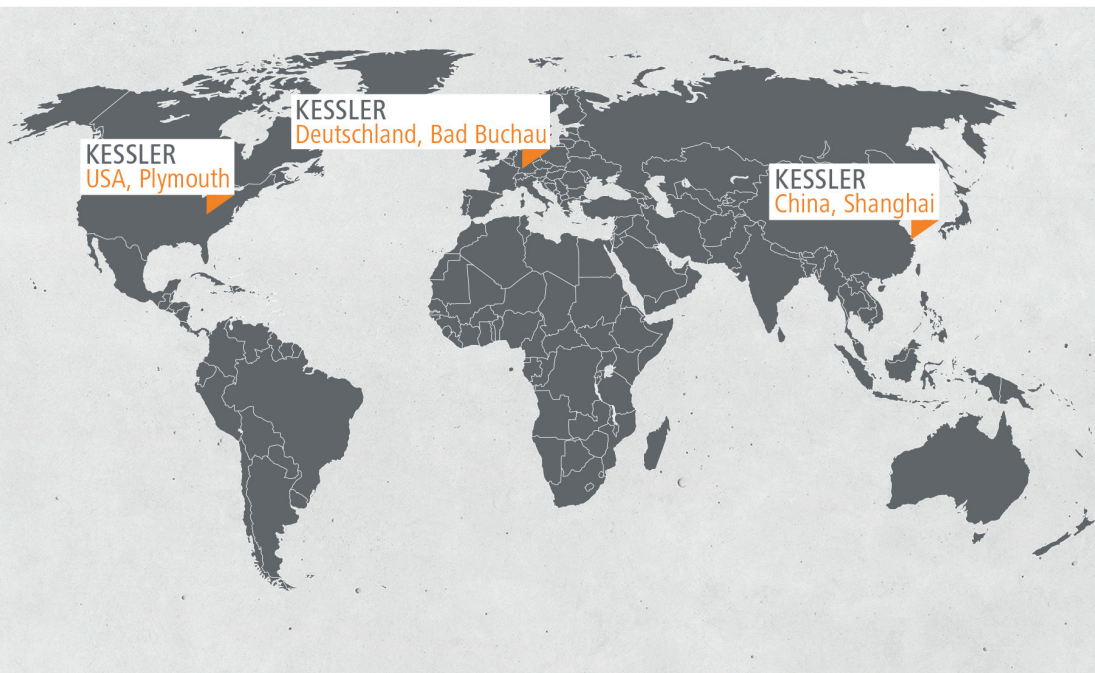 KESSLER
Deutschland, Bad Buchau
KESSLER
USA, Plymouth
KESSLER
China, Shanghai